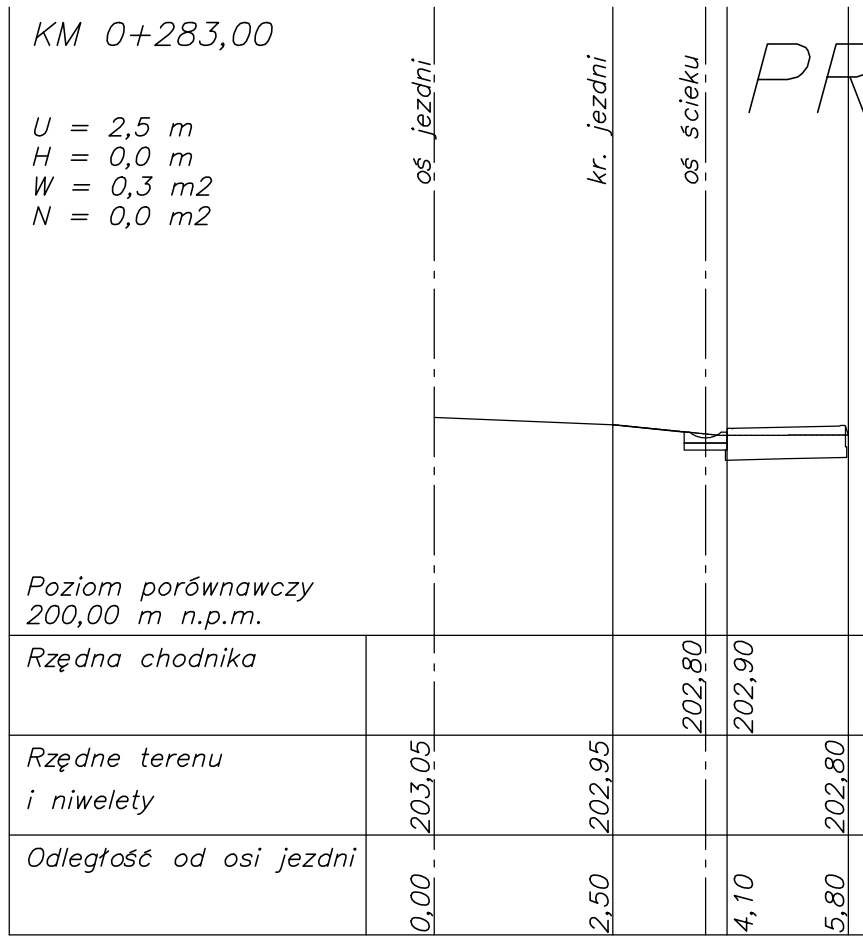 KM 0+283,00
PR
oś jezdni
kr. jezdni
oś ścieku
U = 2,5 m
H = 0,0 m
W = 0,3 m2
N = 0,0 m2
Poziom porównawczy
200,00 m n.p.m.
Rzędna chodnika
202,80
202,90
Rzędne terenu
i niwelety
203,05
202,95
202,80
Odległość od osi jezdni
0,00
2,50
4,10
5,80